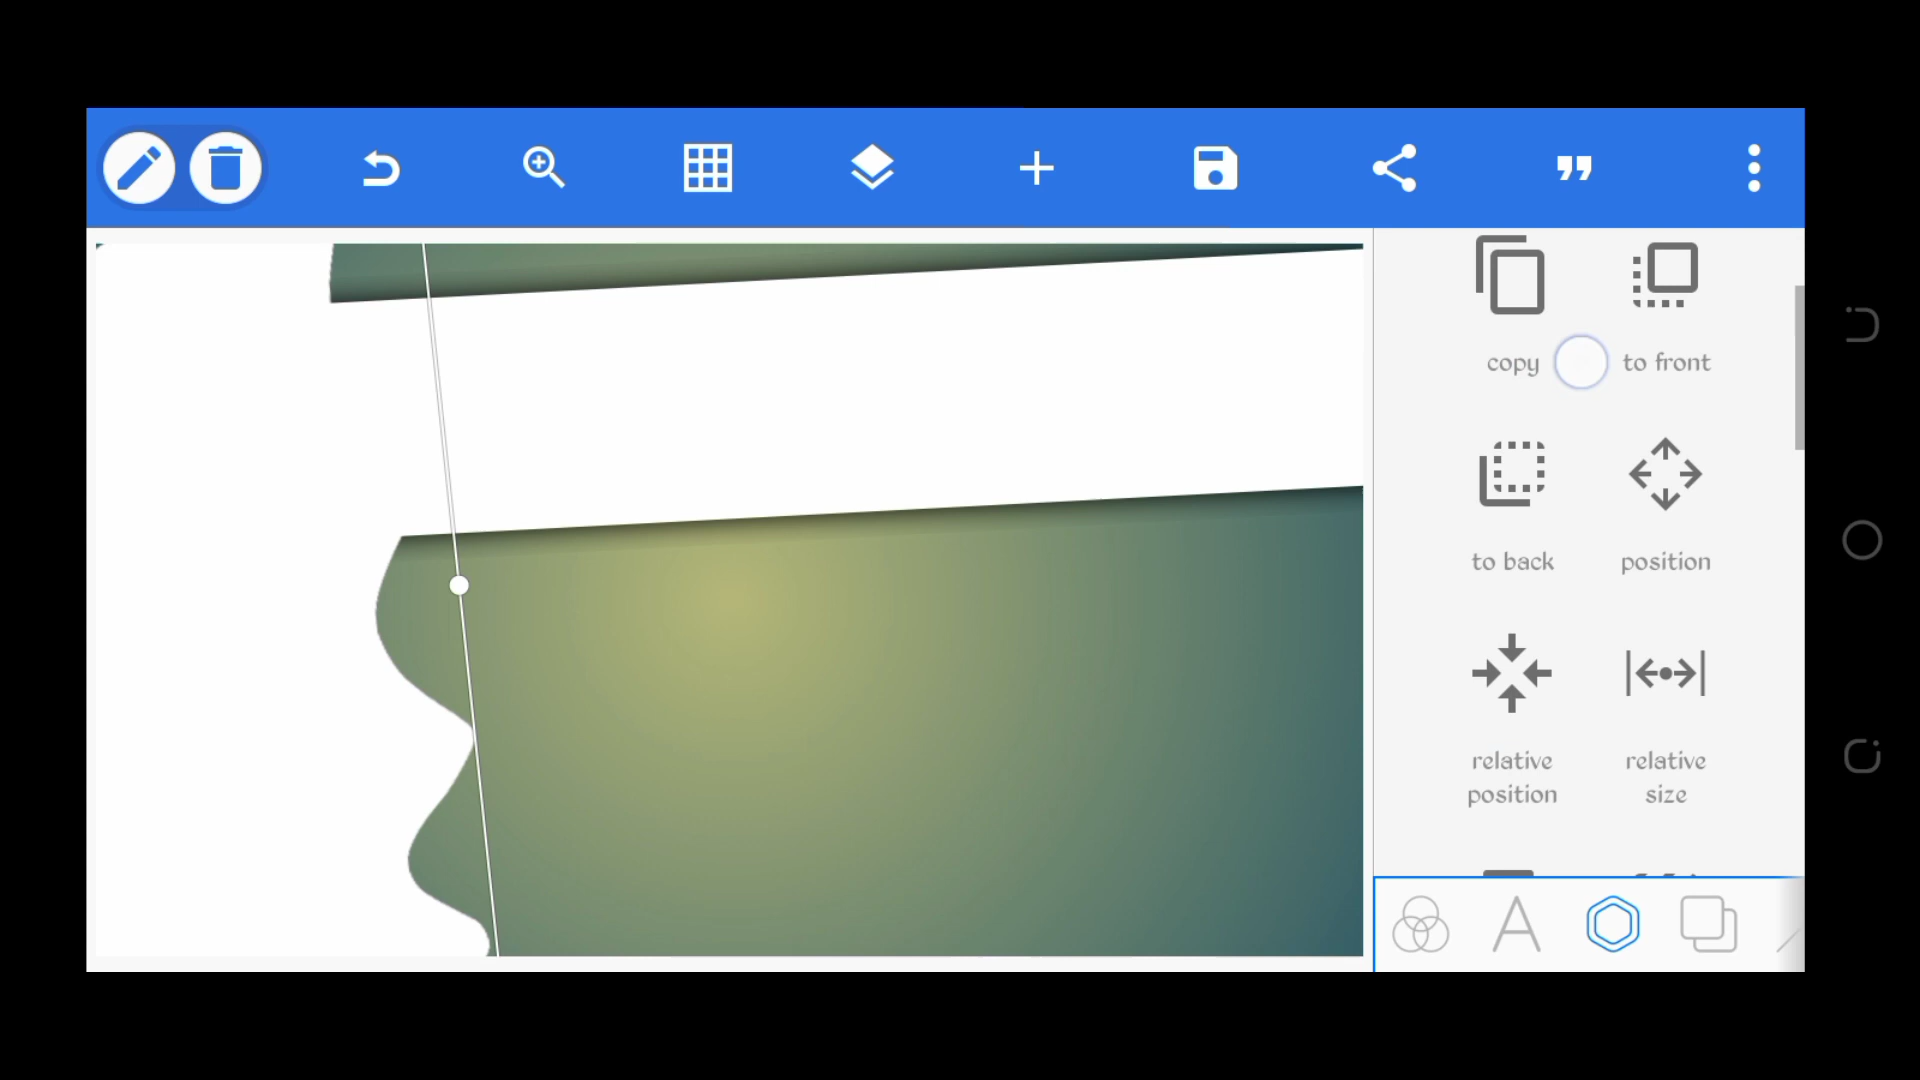 copy
to front
to back
position
relative
position
relative
size